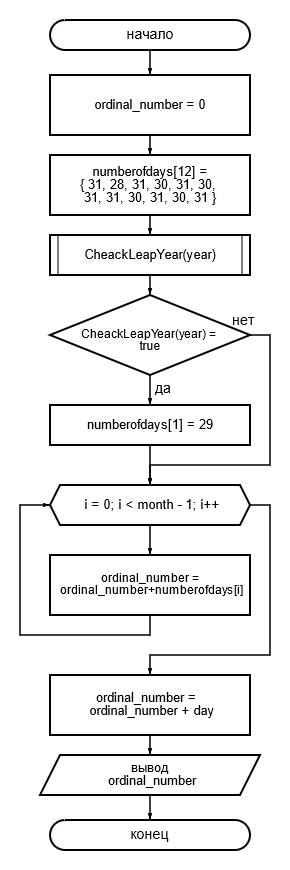 начало
ordinal_number = 0
numberofdays[12] =
{ 31, 28, 31, 30, 31, 30,
31, 31, 30, 31, 30, 31 }
CheackLeapYear(year)
CheackLeapYear(year) =
true
нет
да
numberofdays[1] = 29
i = 0; i < month - 1; i++
ordinal_number =
ordinal_number+numberofdays[i]
ordinal_number =
ordinal_number + day
вывод
ordinal_number
конец